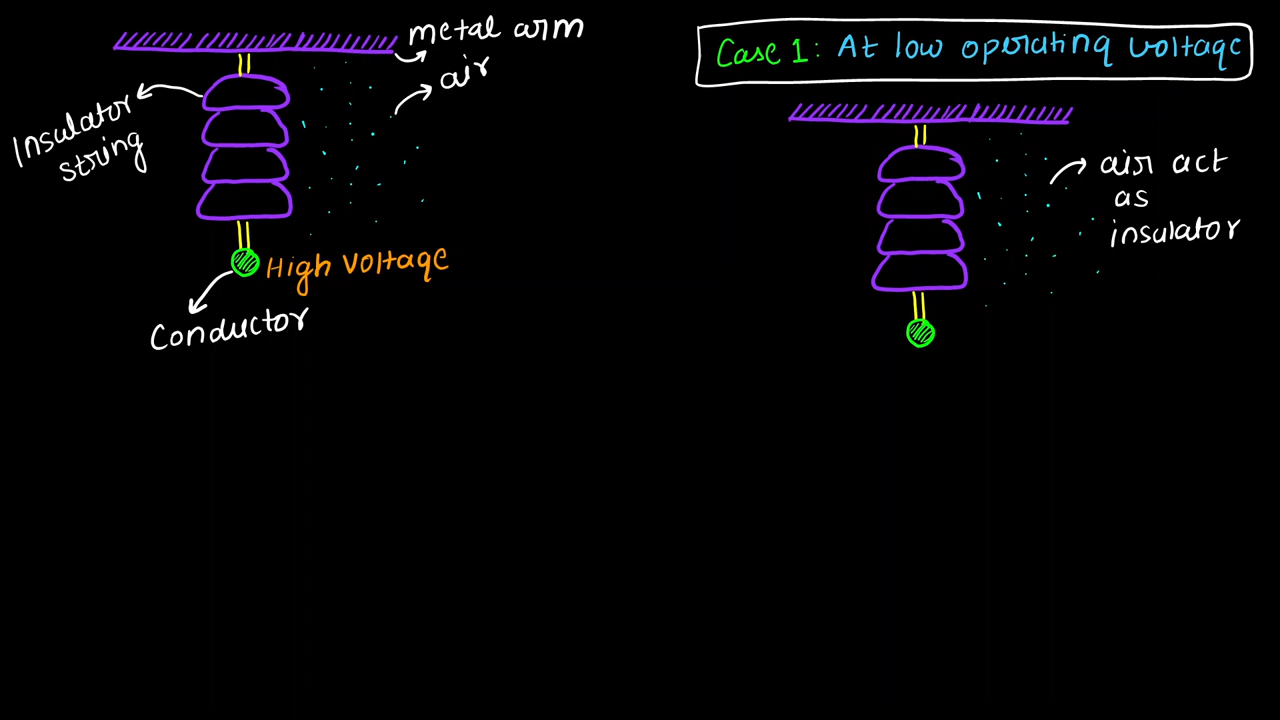 metal arm
air
Insulator
string
High Voltage
Conductor
Case 1: At low operating voltage
air act
as
insulator